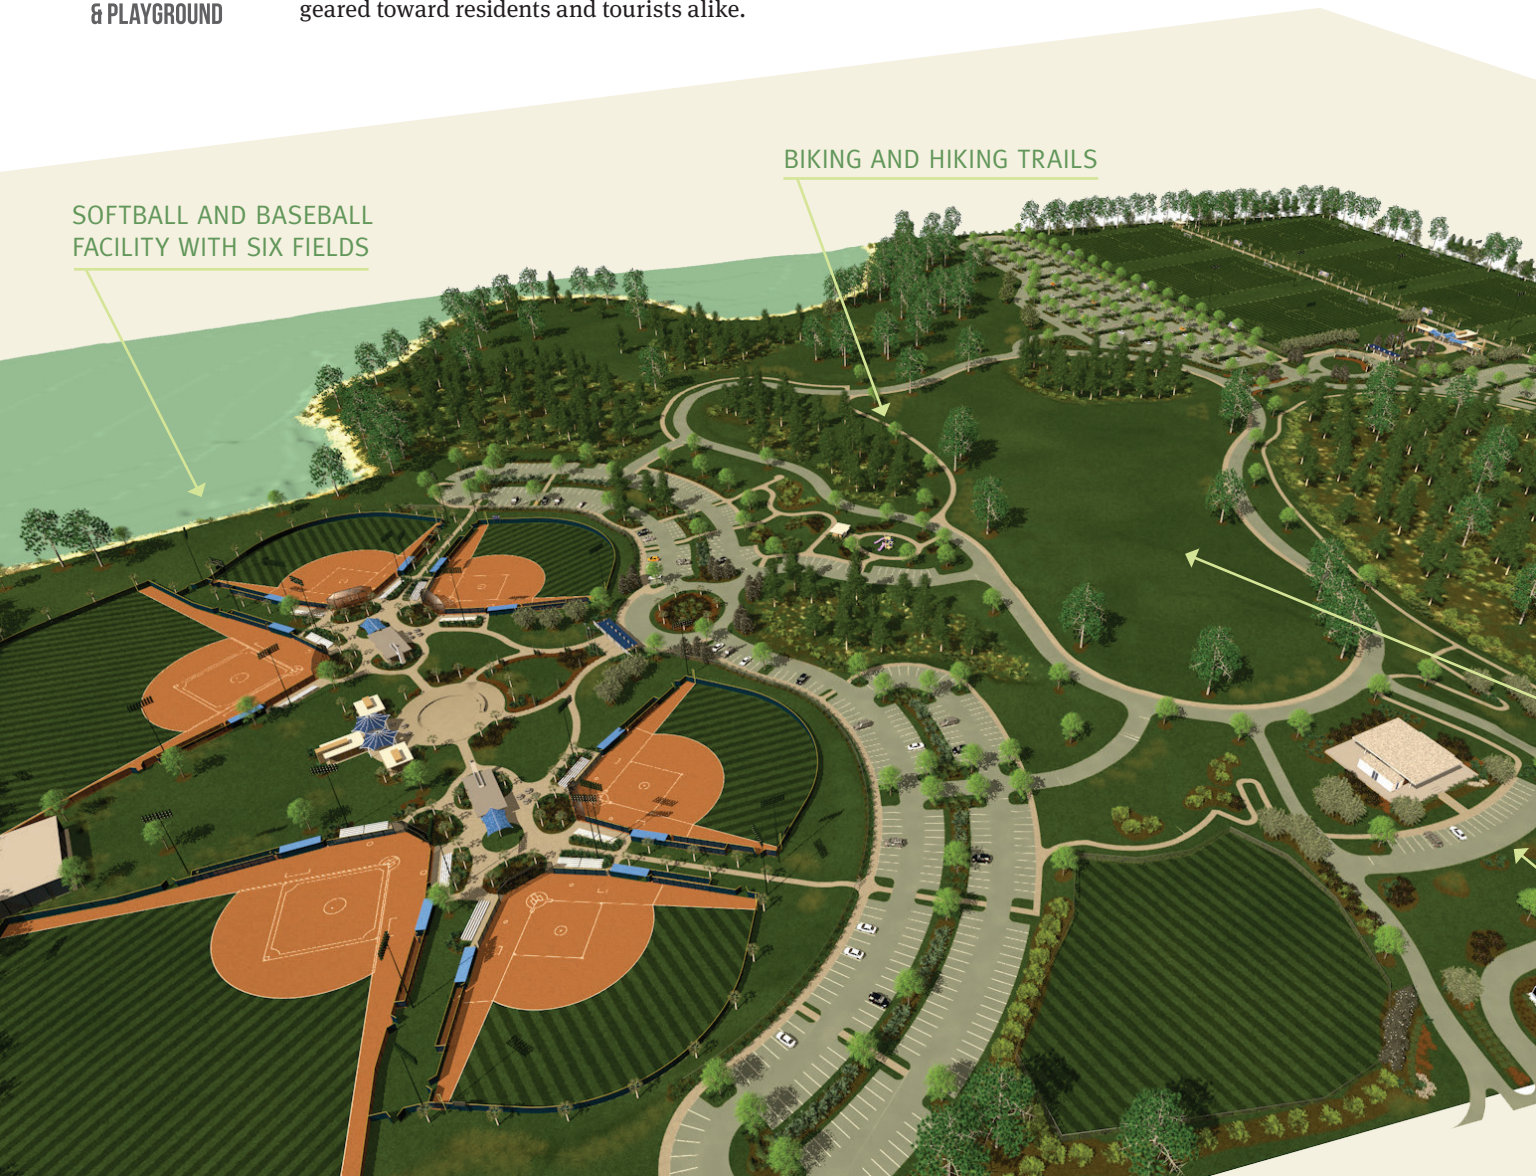 & PLAYGROUND
geared toward residents and tourists alike.
BIKING AND HIKING TRAILS
SOFTBALL AND BASEBALL
FACILITY WITH SIX FIELDS